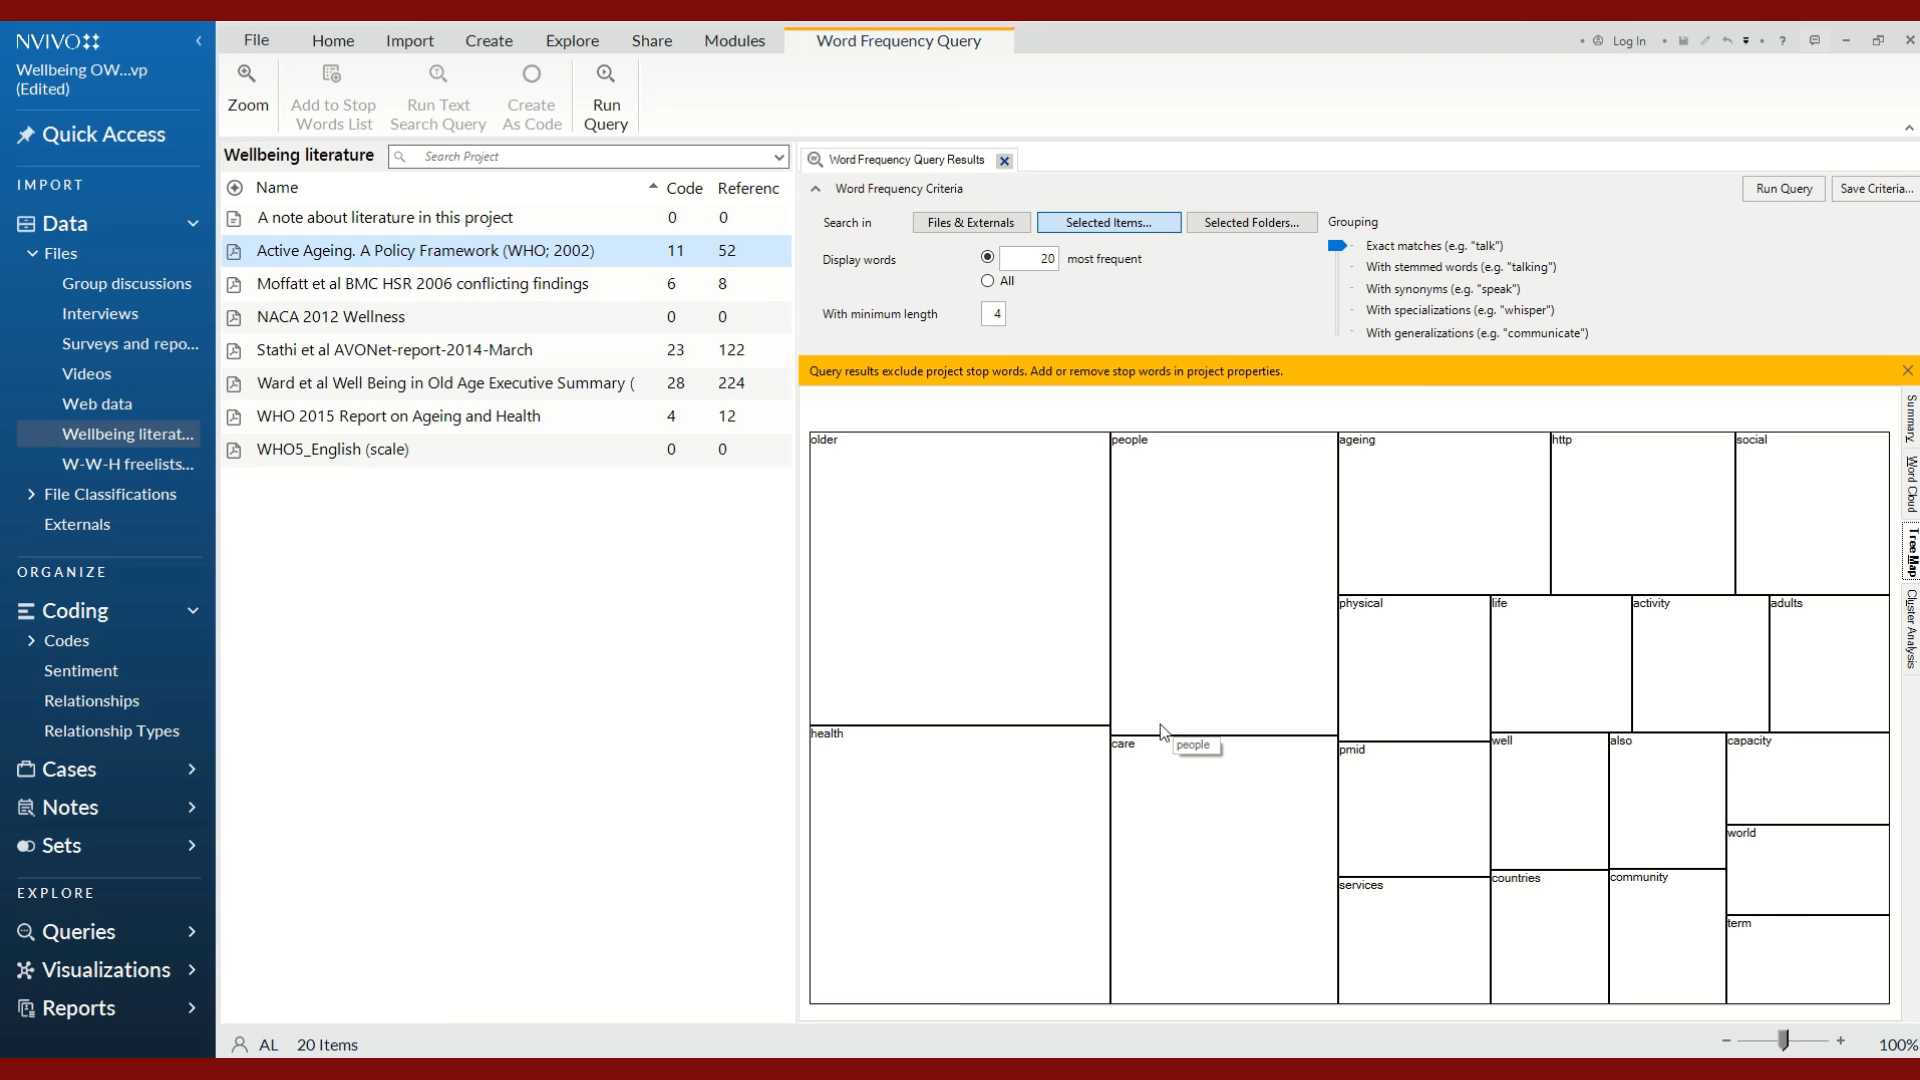 NVIVO
Wellbeing OW...vp
(Edited)
Quick Access
IMPORT
Data
Files
Group discussions
Interviews
Surveys and repo...
Videos
Web data
Wellbeing literat...
W-W-H freelists...
File Classifications
Externals
ORGANIZE
Coding
Codes
Sentiment
Relationships
Relationship Types
Cases
Notes
Sets
EXPLORE
Queries
Visualizations
Reports
File Home Import Create Explore Share Modules Word Frequency Query
Log In ?
Zoom
Add to Stop
Words List
Run Text
Search Query
Create
As Code
Run
Query
Wellbeing literature Search Project
Name Code Referenc
A note about literature in this project 0 0
Active Ageing. A Policy Framework (WHO; 2002) 11 52
Moffatt et al BMC HSR 2006 conflicting findings 6 8
NACA 2012 Wellness 0 0
Stathi et al AVONet-report-2014-March 23 122
Ward et al Well Being in Old Age Executive Summary ( 28 224
WHO 2015 Report on Ageing and Health 4 12
WHO5_English (scale) 0 0
Word Frequency Query Results
Word Frequency Criteria Run Query Save Criteria...
Search in Files & Externals Selected Items... Selected Folders...
Display words 20 most frequent
All
With minimum length 4
Grouping
Exact matches (e.g. "talk")
With stemmed words (e.g. "talking")
With synonyms (e.g. "speak")
With specializations (e.g. "whisper")
With generalizations (e.g. "communicate")
Query results exclude project stop words. Add or remove stop words in project properties.
older people ageing http social
physical life activity adults
health care people pmid well also capacity
world
services countries community
term
Summary
Word Cloud
Tree Map
Cluster Analysis
AL 20 Items
100%